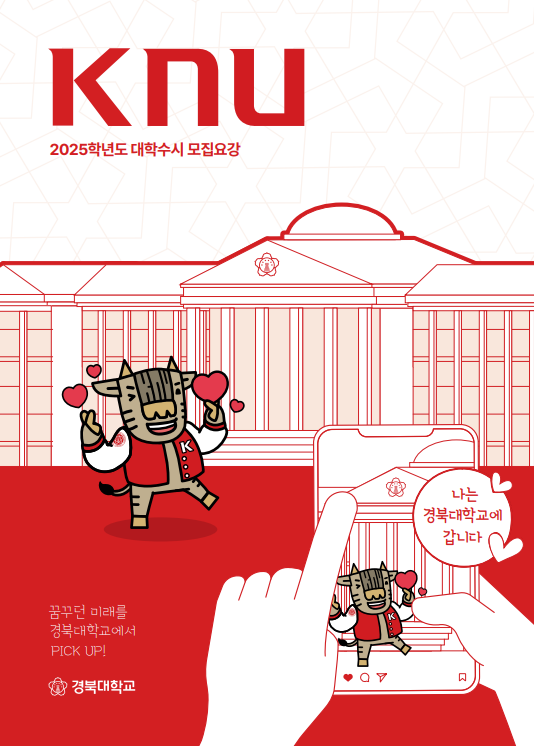 KNU
2025학년도 대학수시 모집요강
K
나는
경북대학교에
갑니다
K
꿈꾸던 미래를
경북대학교에서
PICK UP!
경북대학교